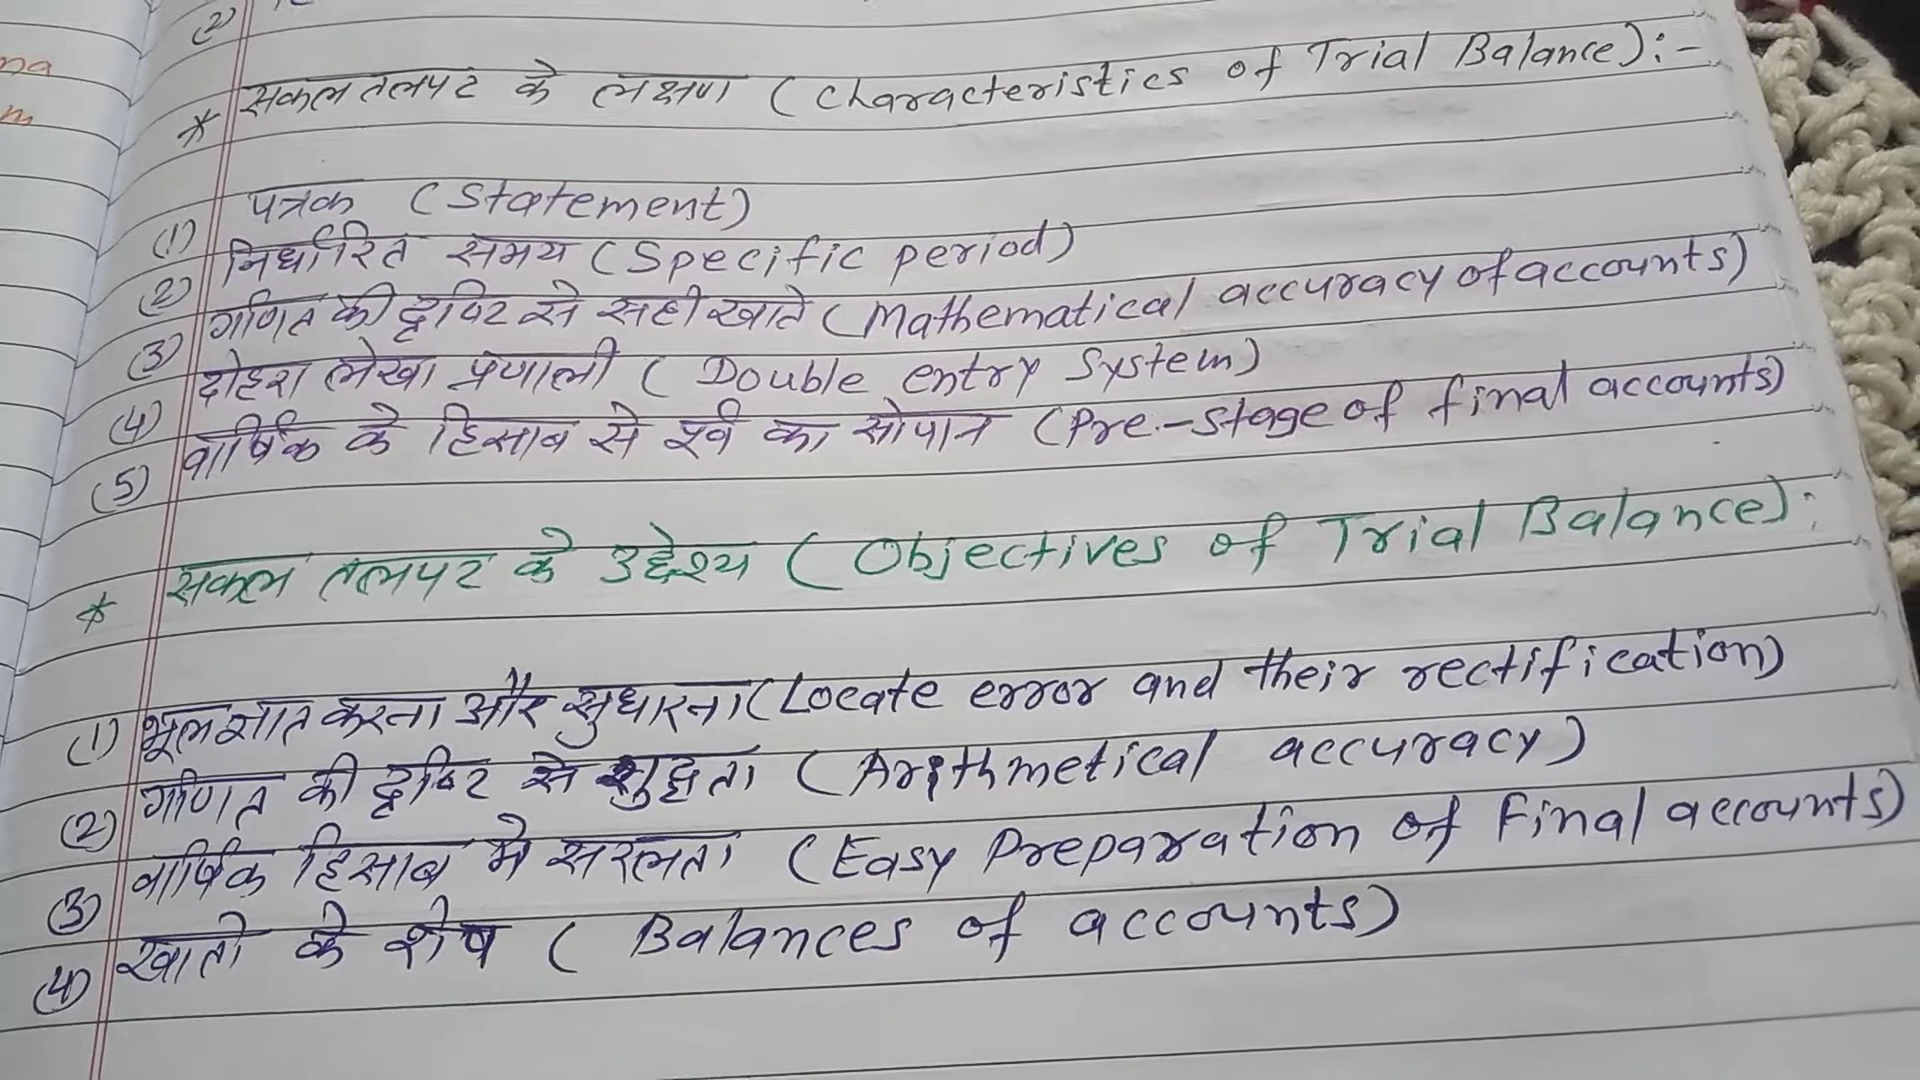 (2)
* सकल तलपट के लक्षण (Characteristics of Trial Balance):-
(1) पत्रक (Statement)
(2) निर्धारित समय (Specific period)
(3) गणित की दृष्टि से सही खाते (Mathematical accuracy of accounts)
(4) दोहरा लेखा प्रणाली (Double entry System)
(5) वार्षिक के हिसाब से पूर्व का सोपान (Pre-stage of final accounts)
* सकल तलपट के उद्देश्य (Objectives of Trial Balance):
(1) भूल ज्ञात करना और सुधारना (Locate error and their rectification)
(2) गणित की दृष्टि से शुद्धता (Arithmetical accuracy)
(3) वार्षिक हिसाब मे सरलता (Easy Preparation of Final accounts)
(4) खातो के शेष (Balances of accounts)